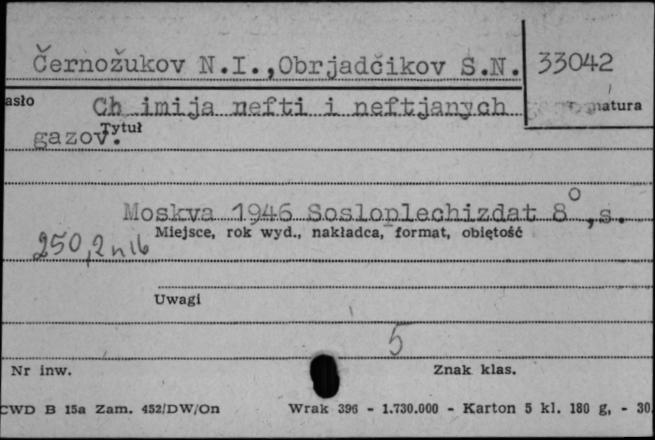 Černožukov N.I.,Obrjadčikov S.N. 33042
asło Ch imija nefti i neftjanych natura
gazov. Tytuł
Moskva 1946 Sosloplechizdat 8°,s.
250,2nlb Miejsce, rok wyd., nakładca, format, objętość
Uwagi
5
Nr inw. Znak klas.
CWD B 15a Zam. 452/DW/On Wrak 396 - 1.730.000 - Karton 5 kl. 180 g, - 30.